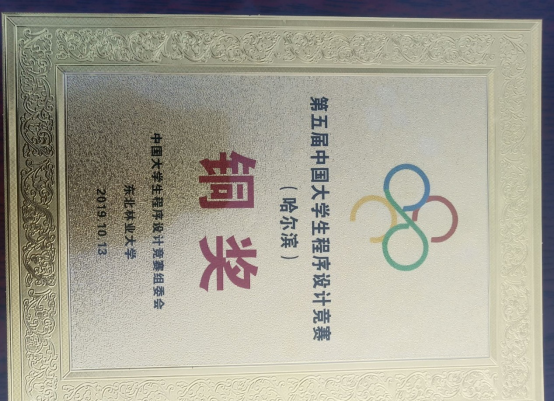 第五届中国大学生程序设计竞赛
（哈尔滨）
铜奖
中国大学生程序设计竞赛组委会
东北林业大学
2019.10.13